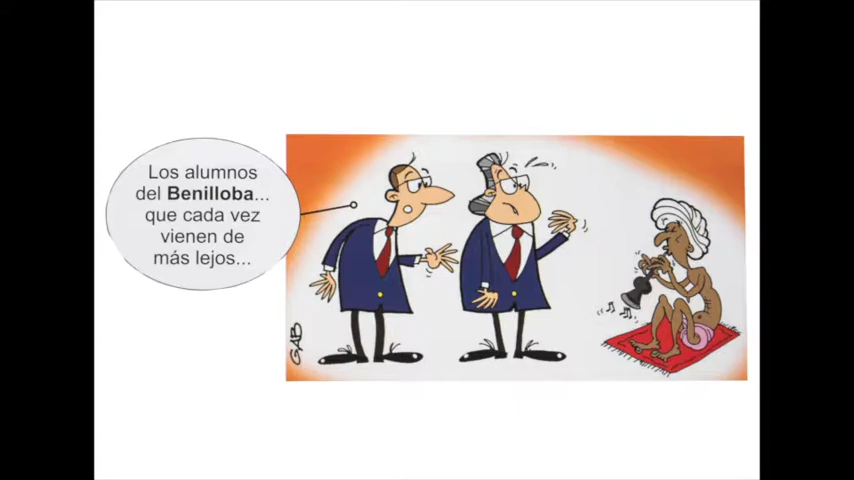 Los alumnos
del Benilloba...
que cada vez
vienen de
más lejos...
GAB